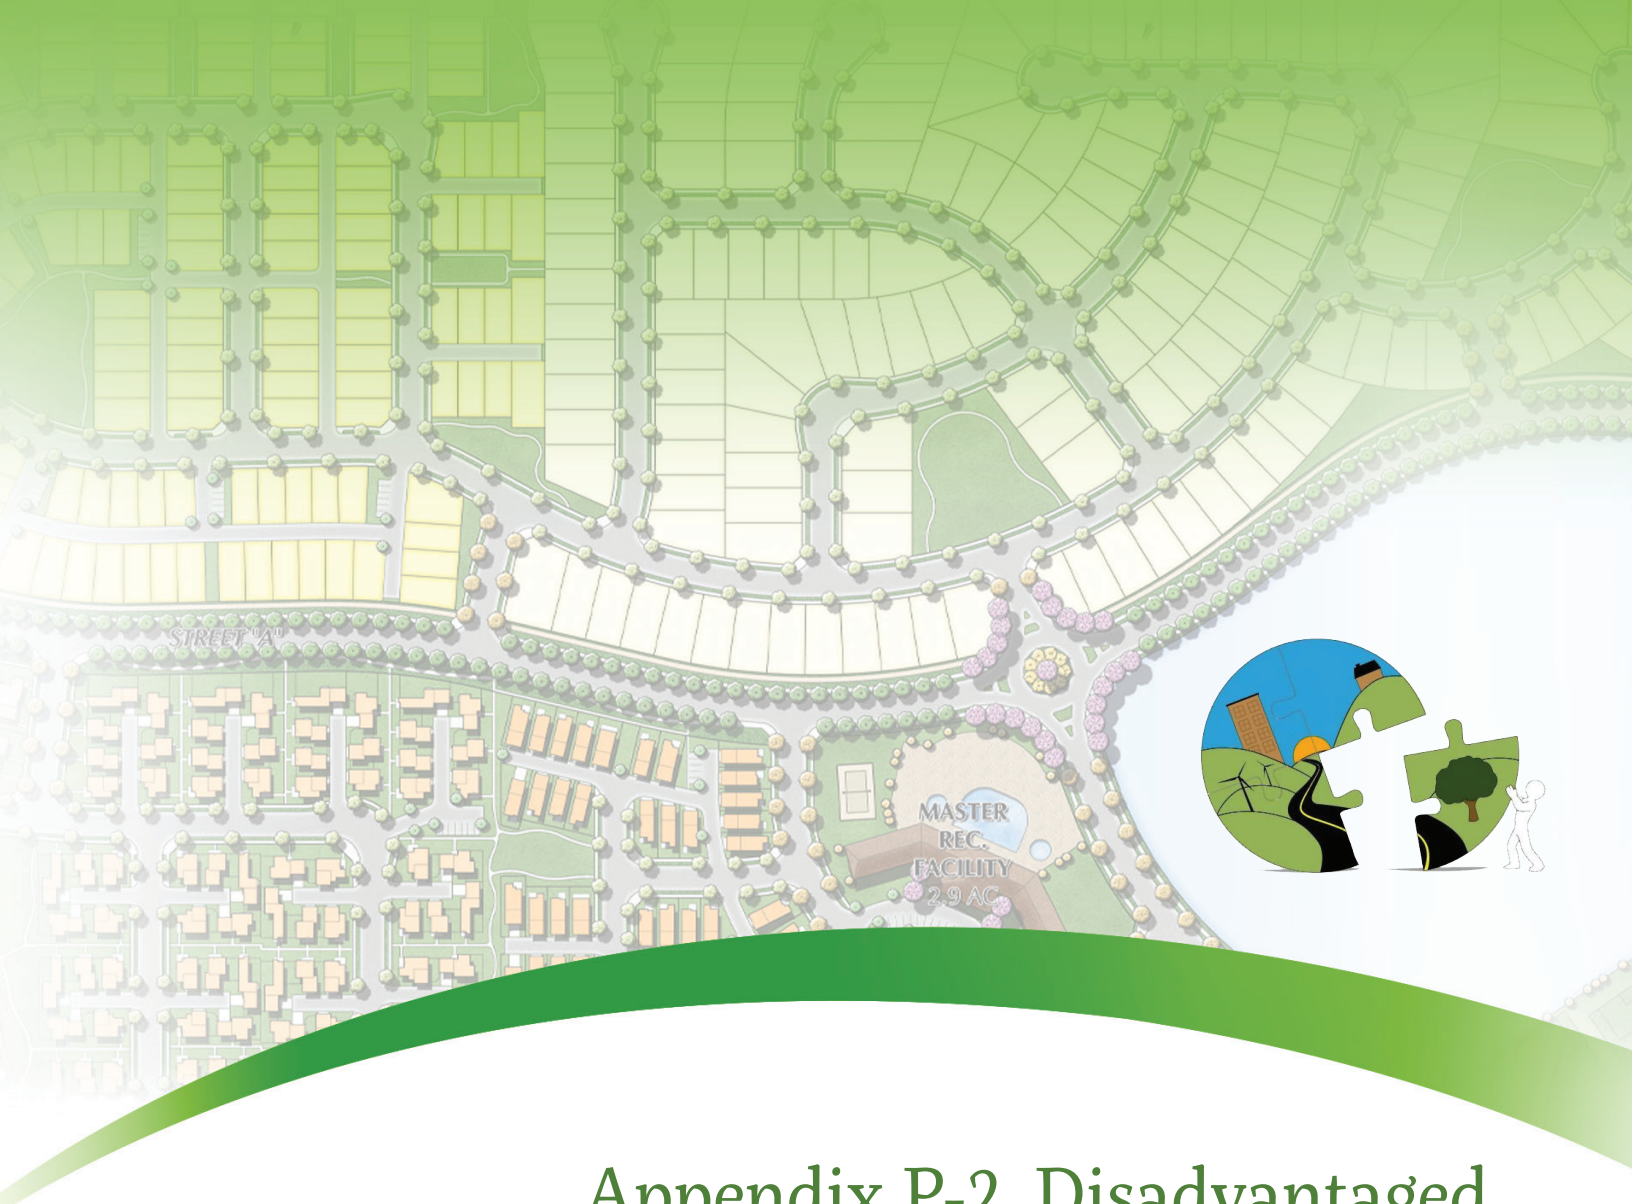 STREET "A"
MASTER
REC.
FACILITY
2.9 AC
Appendix P-2. Disadvantaged